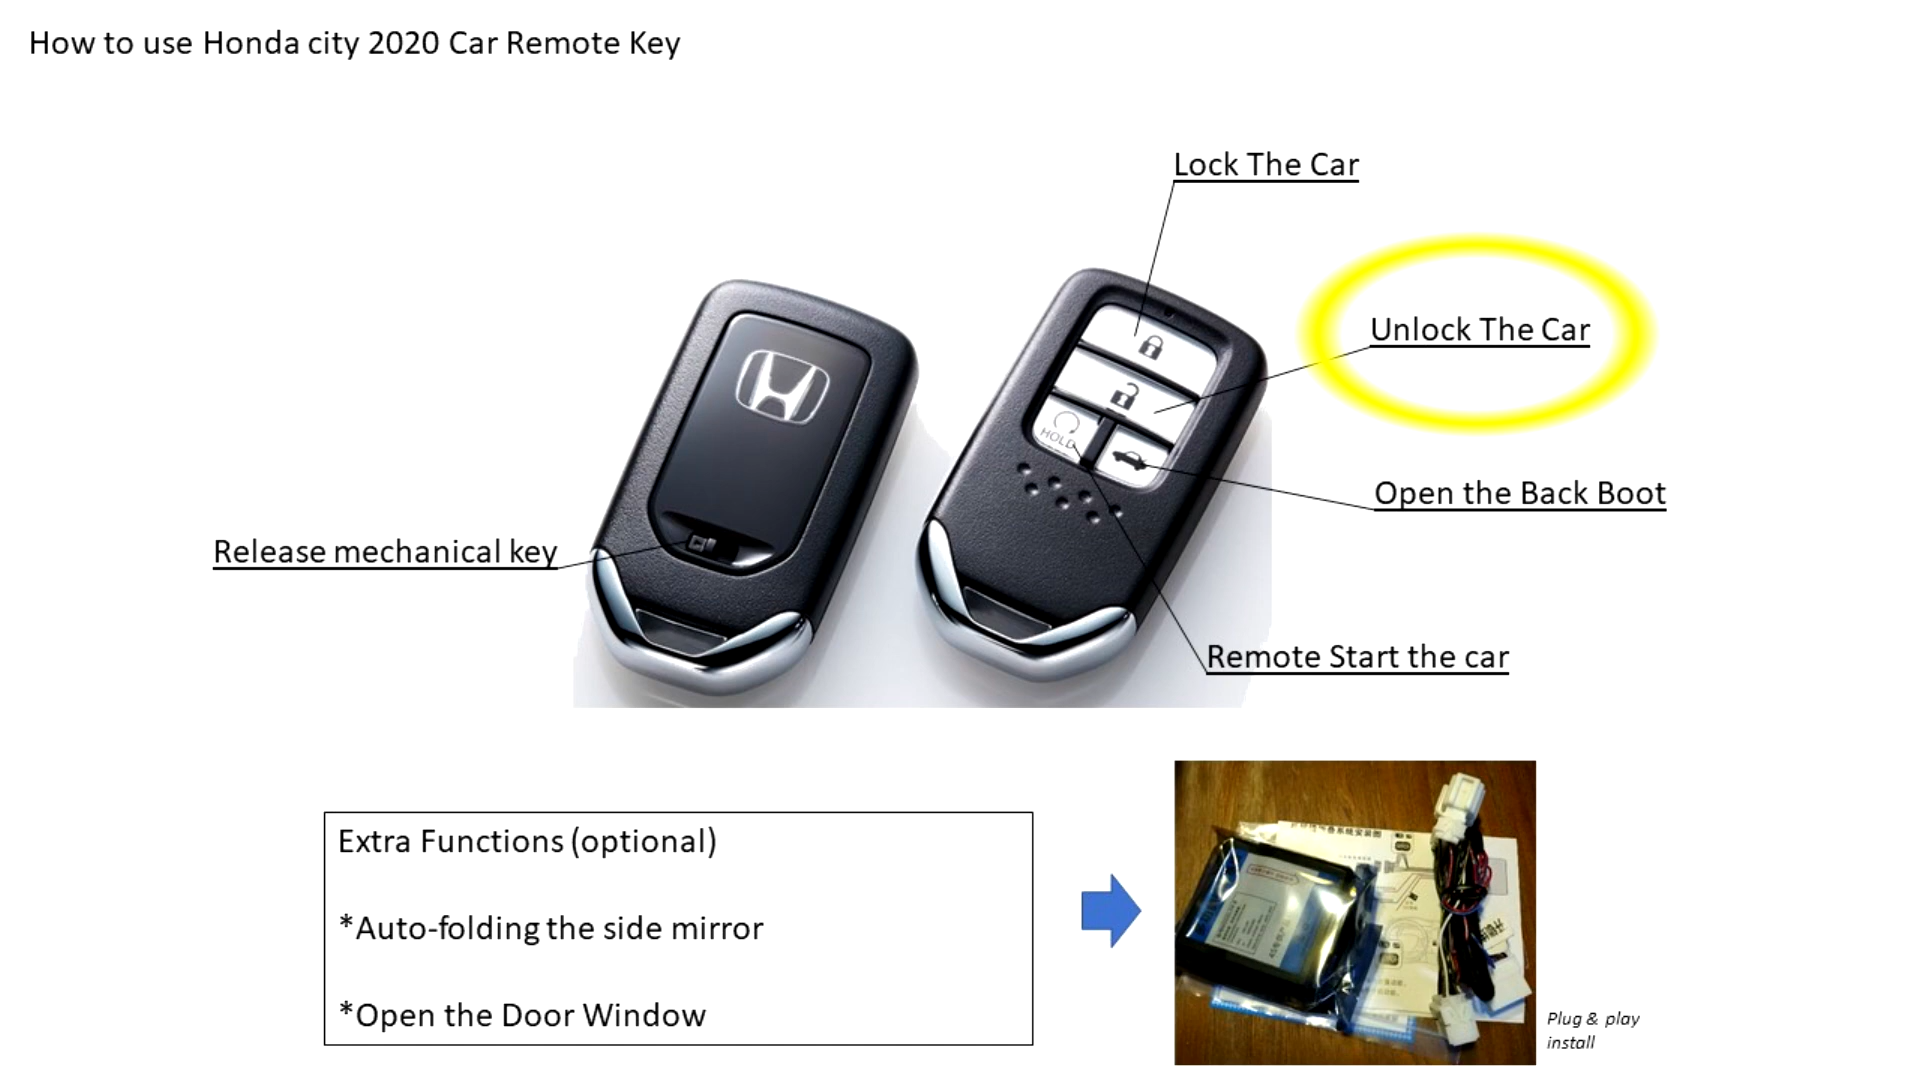 How to use Honda city 2020 Car Remote Key
Lock The Car
Unlock The Car
HOLD
Open the Back Boot
Release mechanical key
Remote Start the car
Extra Functions (optional)
*Auto-folding the side mirror
*Open the Door Window
Plug & play
install